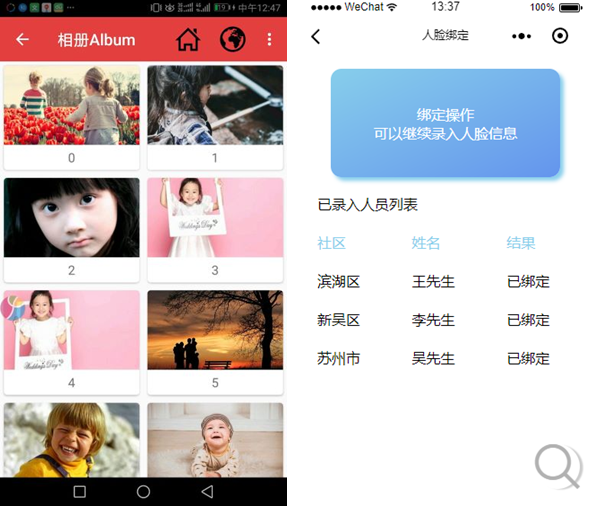 中午12:47
相册Album
0
1
2
3
4
5
WeChat
13:37
100%
人脸绑定
绑定操作
可以继续录入人脸信息
已录入人员列表
社区 姓名 结果
滨湖区 王先生 已绑定
新吴区 李先生 已绑定
苏州市 吴先生 已绑定